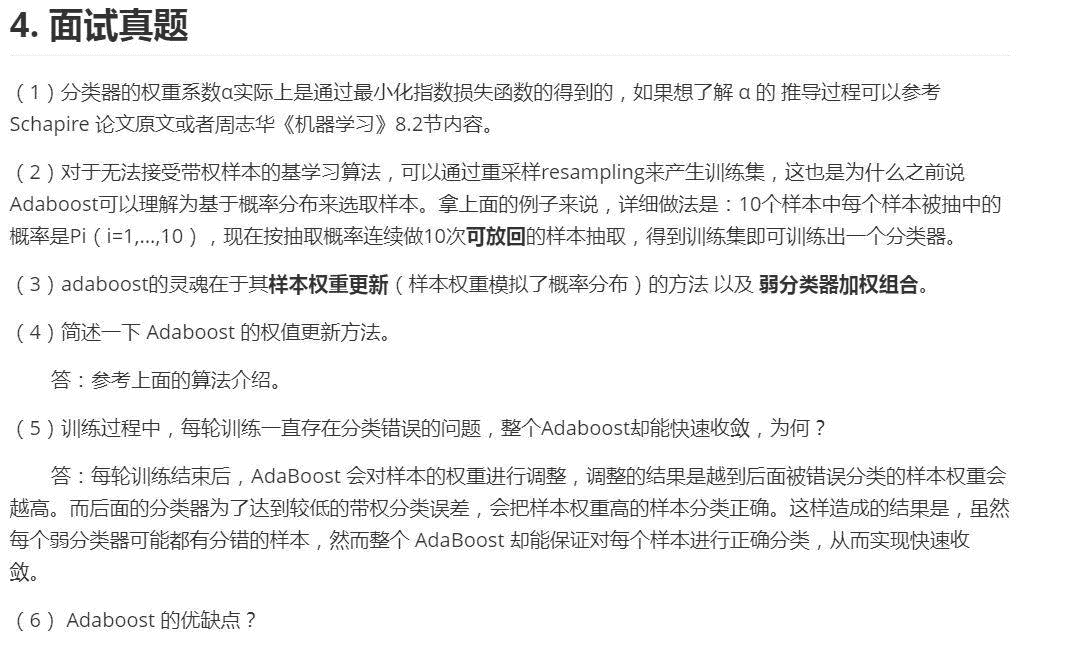 4. 面试真题
（1）分类器的权重系数α实际上是通过最小化指数损失函数的得到的，如果想了解 α 的 推导过程可以参考
Schapire 论文原文或者周志华《机器学习》8.2节内容。
（2）对于无法接受带权样本的基学习算法，可以通过重采样resampling来产生训练集，这也是为什么之前说
Adaboost可以理解为基于概率分布来选取样本。拿上面的例子来说，详细做法是：10个样本中每个样本被抽中的
概率是Pi（i=1,...,10），现在按抽取概率连续做10次可放回的样本抽取，得到训练集即可训练出一个分类器。
（3）adaboost的灵魂在于其样本权重更新（样本权重模拟了概率分布）的方法 以及 弱分类器加权组合。
（4）简述一下 Adaboost 的权值更新方法。
答：参考上面的算法介绍。
（5）训练过程中，每轮训练一直存在分类错误的问题，整个Adaboost却能快速收敛，为何？
答：每轮训练结束后，AdaBoost 会对样本的权重进行调整，调整的结果是越到后面被错误分类的样本权重会
越高。而后面的分类器为了达到较低的带权分类误差，会把样本权重高的样本分类正确。这样造成的结果是，虽然
每个弱分类器可能都有分错的样本，然而整个 AdaBoost 却能保证对每个样本进行正确分类，从而实现快速收
敛。
（6） Adaboost 的优缺点？